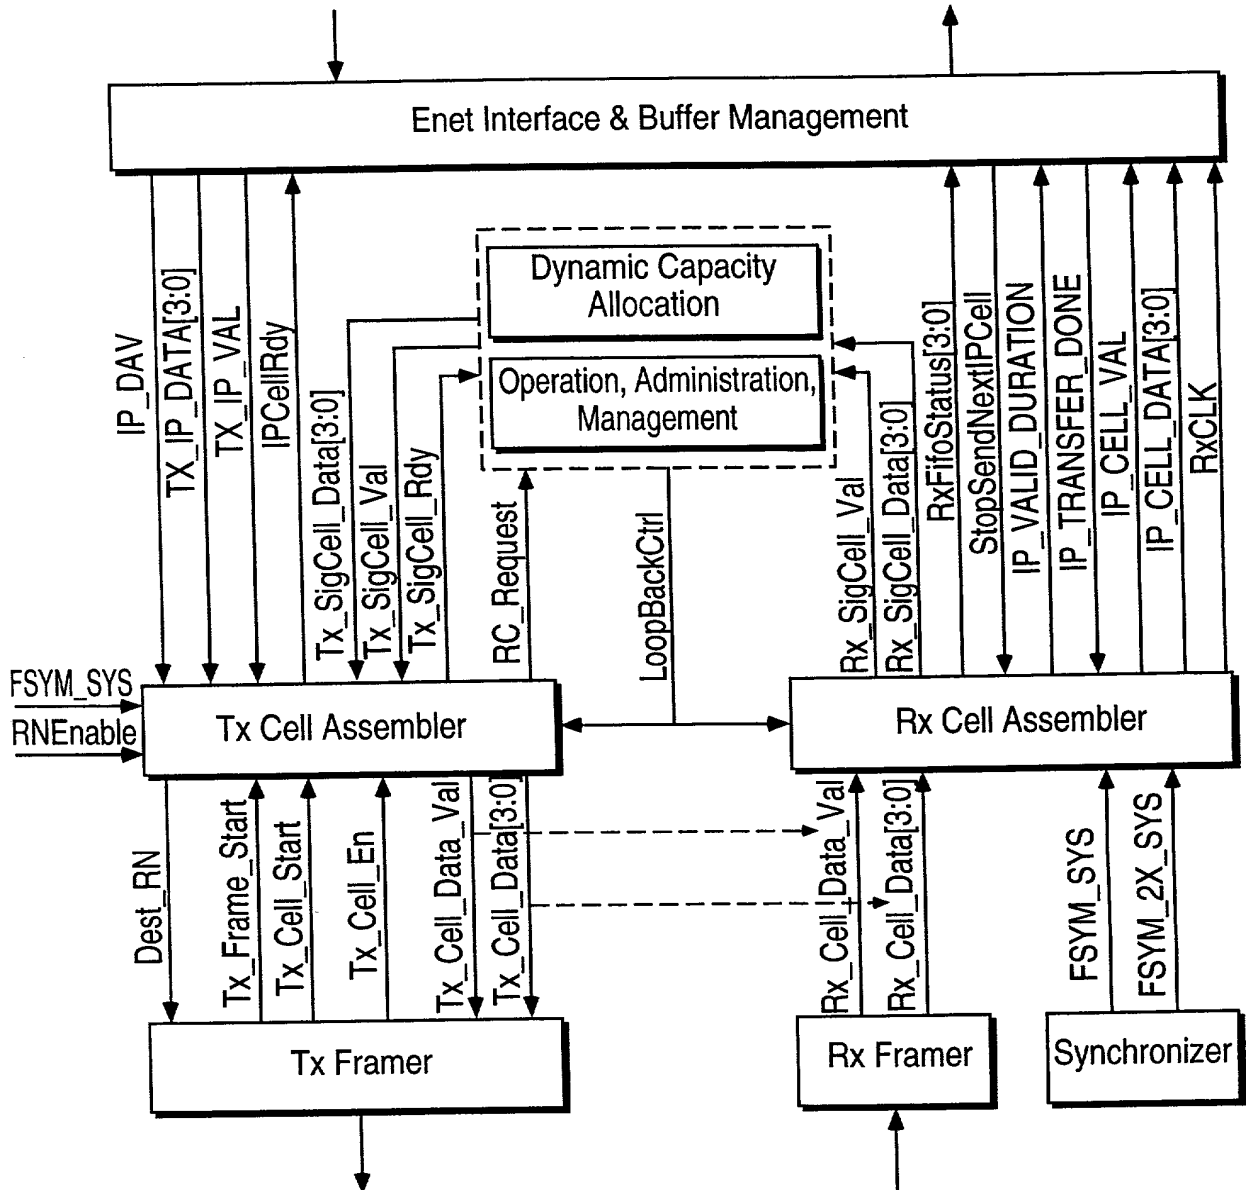 Enet Interface & Buffer Management
IP_DAV
TX_IP_DATA[3:0]
TX_IP_VAL
IPCellRdy
Dynamic Capacity
Allocation
Operation, Administration,
Management
Tx_SigCell_Data[3:0]
Tx_SigCell_Val
Tx_SigCell_Rdy
RC_Request
LoopBackCtrl
Rx_SigCell_Val
Rx_SigCell_Data[3:0]
RxFifoStatus[3:0]
StopSendNextIPCell
IP_VALID_DURATION
IP_TRANSFER_DONE
IP_CELL_VAL
IP_CELL_DATA[3:0]
RxCLK
FSYM_SYS
RNEnable
Tx Cell Assembler
Rx Cell Assembler
Dest_RN
Tx_Frame_Start
Tx_Cell_Start
Tx_Cell_En
Tx_Cell_Data_Val
Tx_Cell_Data[3:0]
Rx_Cell_Data_Val
Rx_Cell_Data[3:0]
FSYM_SYS
FSYM_2X_SYS
Tx Framer
Rx Framer
Synchronizer